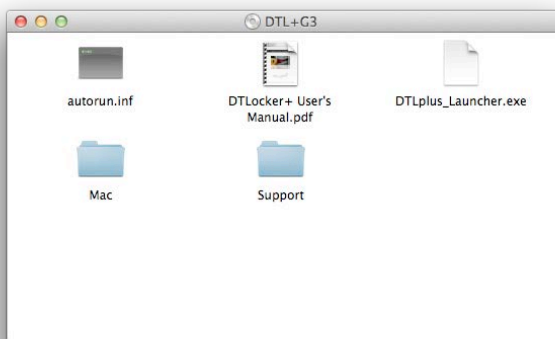 DTL+G3
autorun.inf
DTLocker+ User's
Manual.pdf
DTLplus_Launcher.exe
Mac
Support